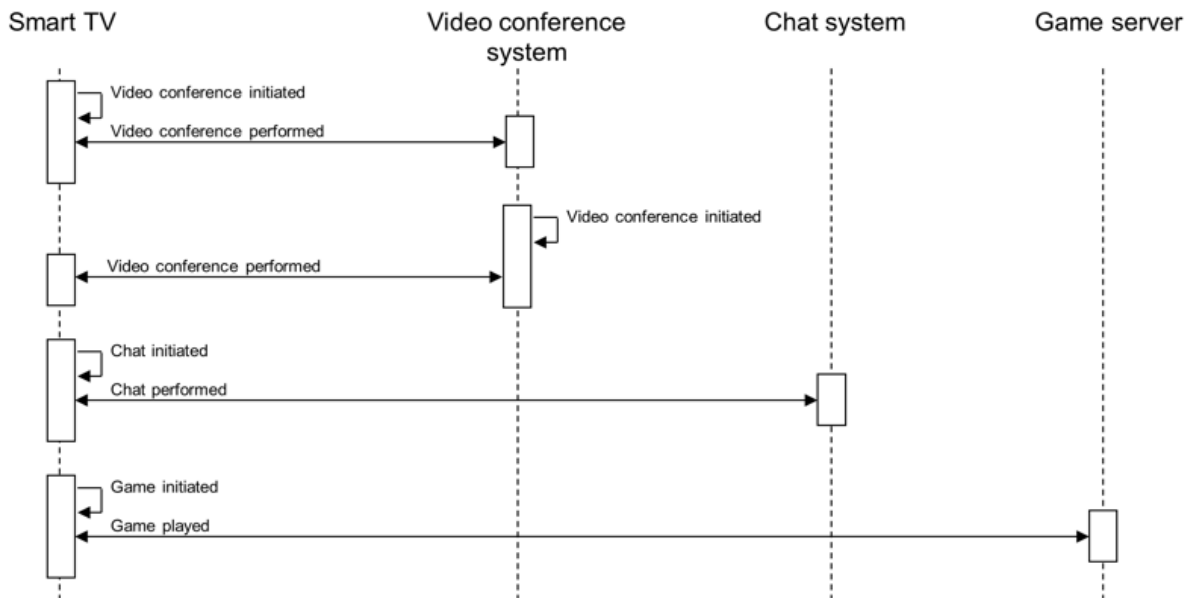 Smart TV
Video conference
system
Chat system
Game server
Video conference initiated
Video conference performed
Video conference initiated
Video conference performed
Chat initiated
Chat performed
Game initiated
Game played